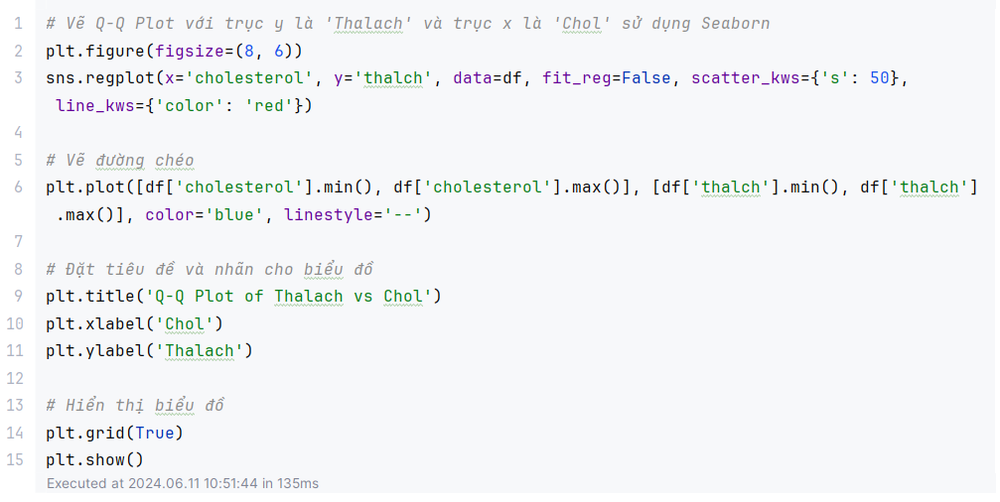 1 # Vẽ Q-Q Plot với trục y là 'Thalach' và trục x là 'Chol' sử dụng Seaborn
2 plt.figure(figsize=(8, 6))
3 sns.regplot(x='cholesterol', y='thalch', data=df, fit_reg=False, scatter_kws={'s': 50},
line_kws={'color': 'red'})
4
5 # Vẽ đường chéo
6 plt.plot([df['cholesterol'].min(), df['cholesterol'].max()], [df['thalch'].min(), df['thalch']
.max()], color='blue', linestyle='--')
7
8 # Đặt tiêu đề và nhãn cho biểu đồ
9 plt.title('Q-Q Plot of Thalach vs Chol')
10 plt.xlabel('Chol')
11 plt.ylabel('Thalach')
12
13 # Hiển thị biểu đồ
14 plt.grid(True)
15 plt.show()
Executed at 2024.06.11 10:51:44 in 135ms